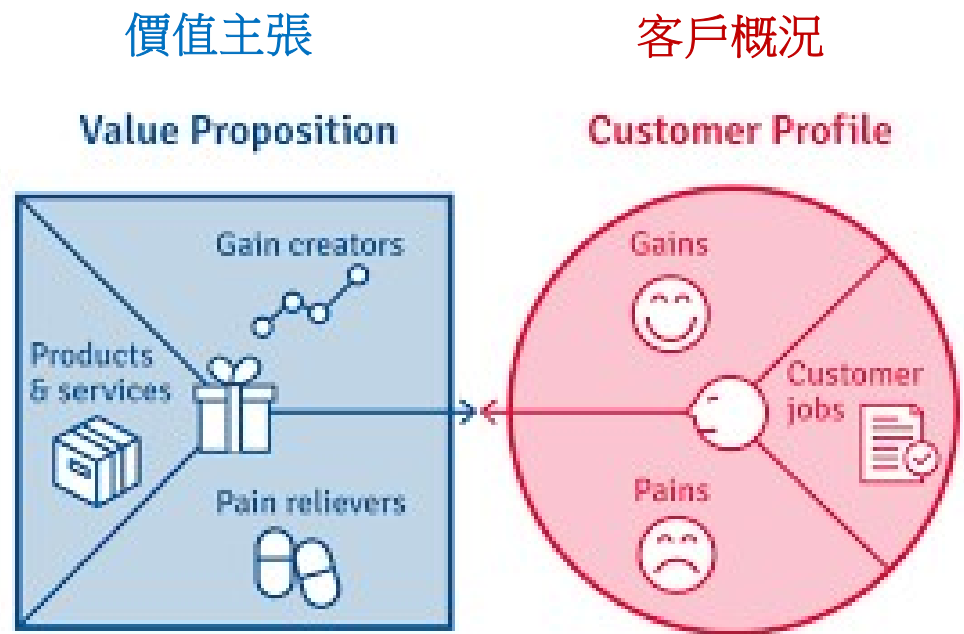 價值主張
客戶概況
Value Proposition
Customer Profile
Gain creators
Products
& services
Pain relievers
Gains
Customer
jobs
Pains